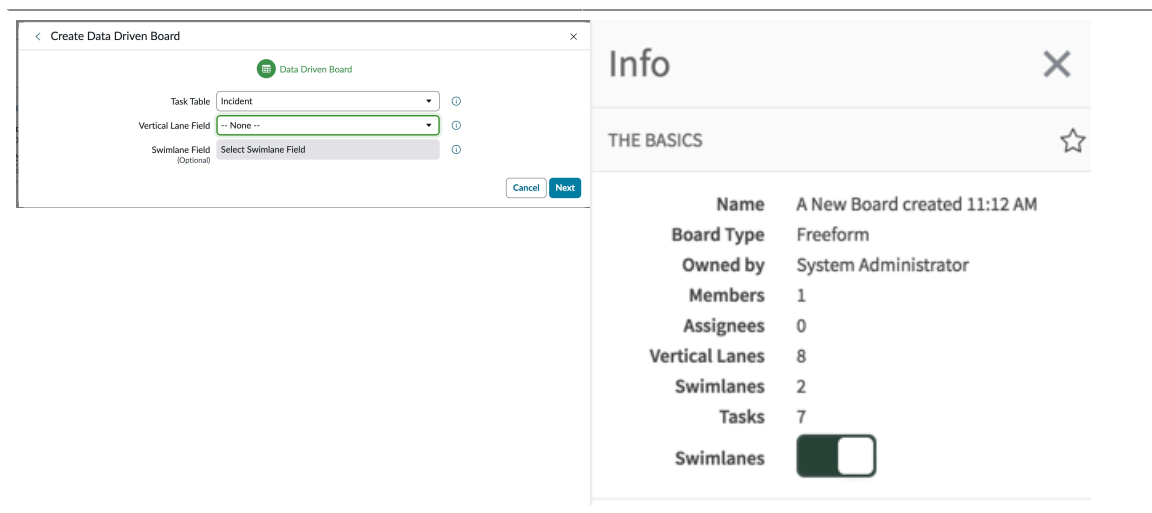 Create Data Driven Board
Data Driven Board
Task Table Incident
Vertical Lane Field -- None --
Swimlane Field Select Swimlane Field
(Optional)
Cancel Next
Info
THE BASICS
Name A New Board created 11:12 AM
Board Type Freeform
Owned by System Administrator
Members 1
Assignees 0
Vertical Lanes 8
Swimlanes 2
Tasks 7
Swimlanes